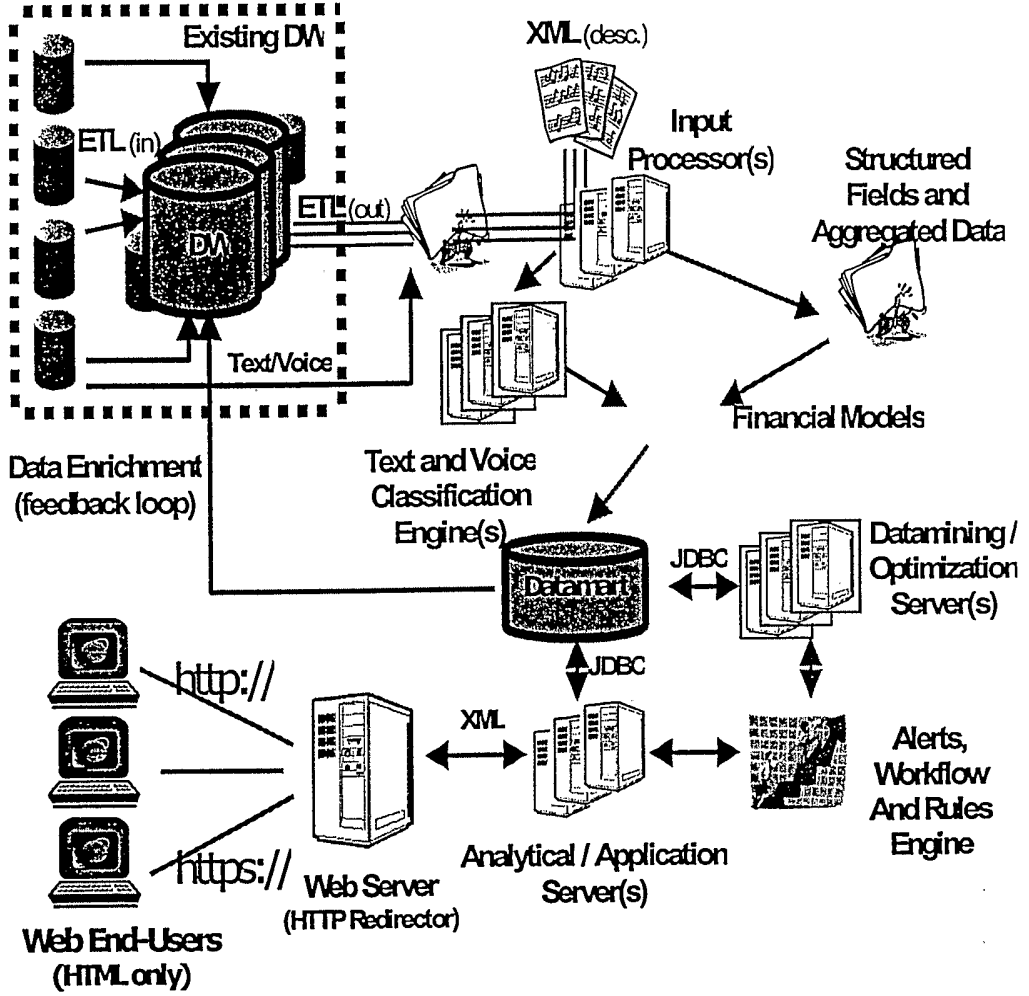 Existing DW
ETL (in)
DW
ETL (out)
Text/Voice
XML (desc.)
Input
Processor(s)
Structured
Fields and
Aggregated Data
Financial Models
Data Enrichment
(feedback loop)
Text and Voice
Classification
Engine(s)
Datamart
JDBC
Datamining /
Optimization
Server(s)
JDBC
http://
https://
XML
Web Server
(HTTP Redirector)
Analytical / Application
Server(s)
Alerts,
Workflow
And Rules
Engine
Web End-Users
(HTML only)